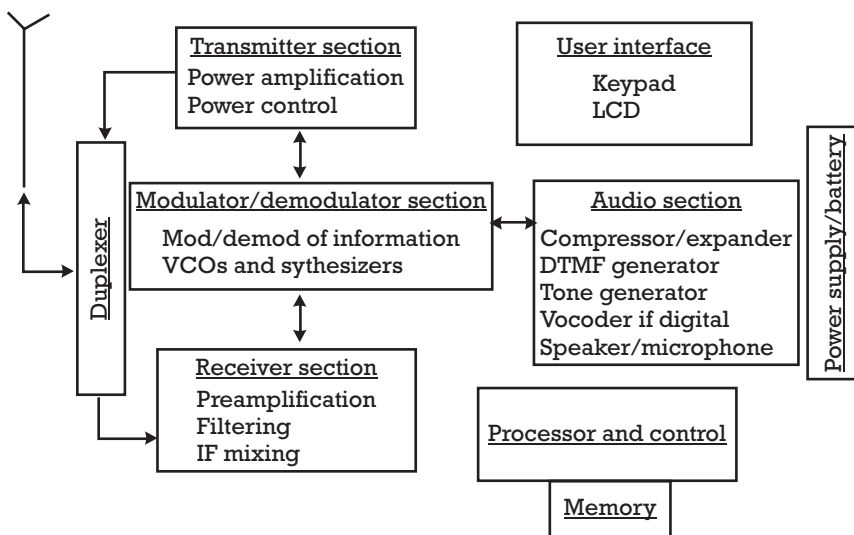 Transmitter section
Power amplification
Power control
User interface
Keypad
LCD
Duplexer
Modulator/demodulator section
Mod/demod of information
VCOs and sythesizers
Audio section
Compressor/expander
DTMF generator
Tone generator
Vocoder if digital
Speaker/microphone
Power supply/battery
Receiver section
Preamplification
Filtering
IF mixing
Processor and control
Memory